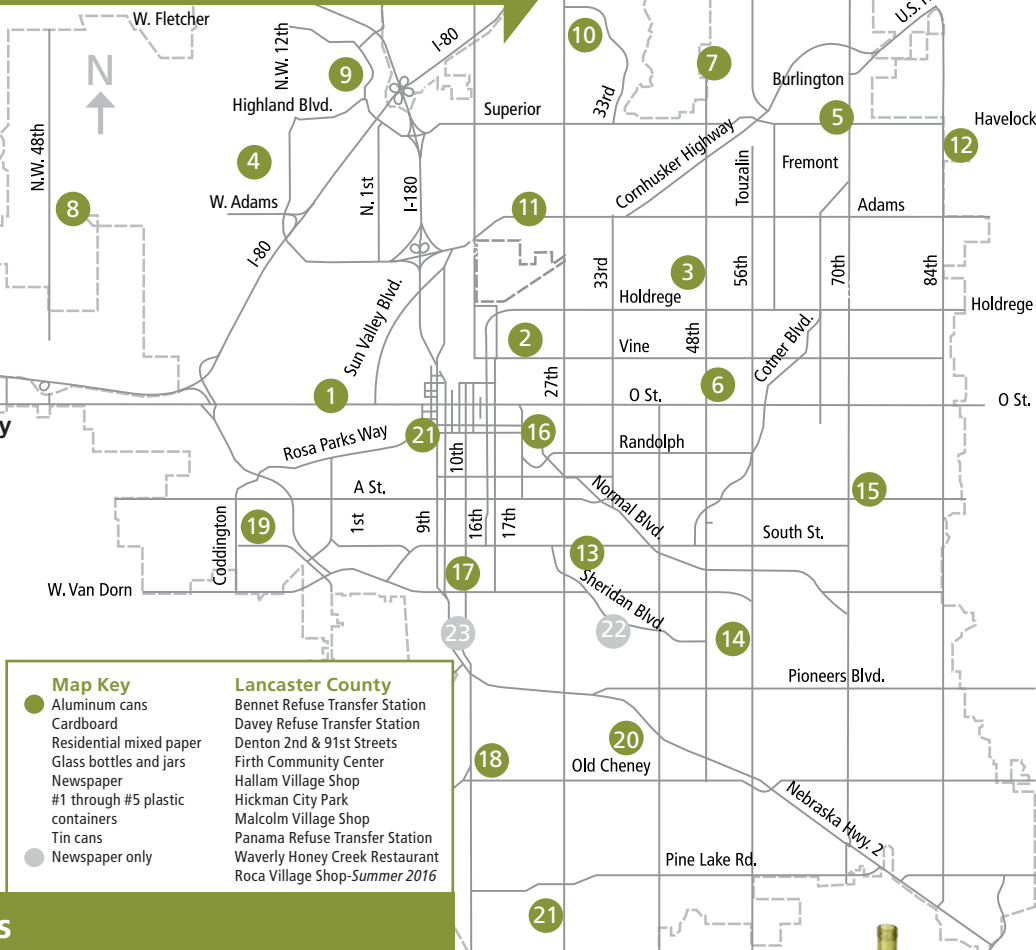 W. Fletcher
I-80
10
U.S. H
N
N.W. 12th
9
7
Burlington
Highland Blvd.
Superior
33rd
5
Havelock
N.W. 48th
4
Cornhusker Highway
Fremont
12
N. 1st
I-180
Touzalin
W. Adams
8
11
Adams
I-80
33rd
3
56th
70th
84th
Sun Valley Blvd.
Holdrege
Holdrege
2
Vine
48th
Cotner Blvd.
27th
1
O St.
6
O St.
y
Rosa Parks Way
21
16
Randolph
10th
A St.
Normal Blvd.
15
19
Coddington
1st
9th
16th
17th
South St.
13
17
W. Van Dorn
Sheridan Blvd.
23
22
14
Pioneers Blvd.
20
18
Old Cheney
Nebraska Hwy. 2
Pine Lake Rd.
21
Map Key
Aluminum cans
Cardboard
Residential mixed paper
Glass bottles and jars
Newspaper
#1 through #5 plastic
containers
Tin cans
Newspaper only
Lancaster County
Bennet Refuse Transfer Station
Davey Refuse Transfer Station
Denton 2nd & 91st Streets
Firth Community Center
Hallam Village Shop
Hickman City Park
Malcolm Village Shop
Panama Refuse Transfer Station
Waverly Honey Creek Restaurant
Roca Village Shop-Summer 2016
s